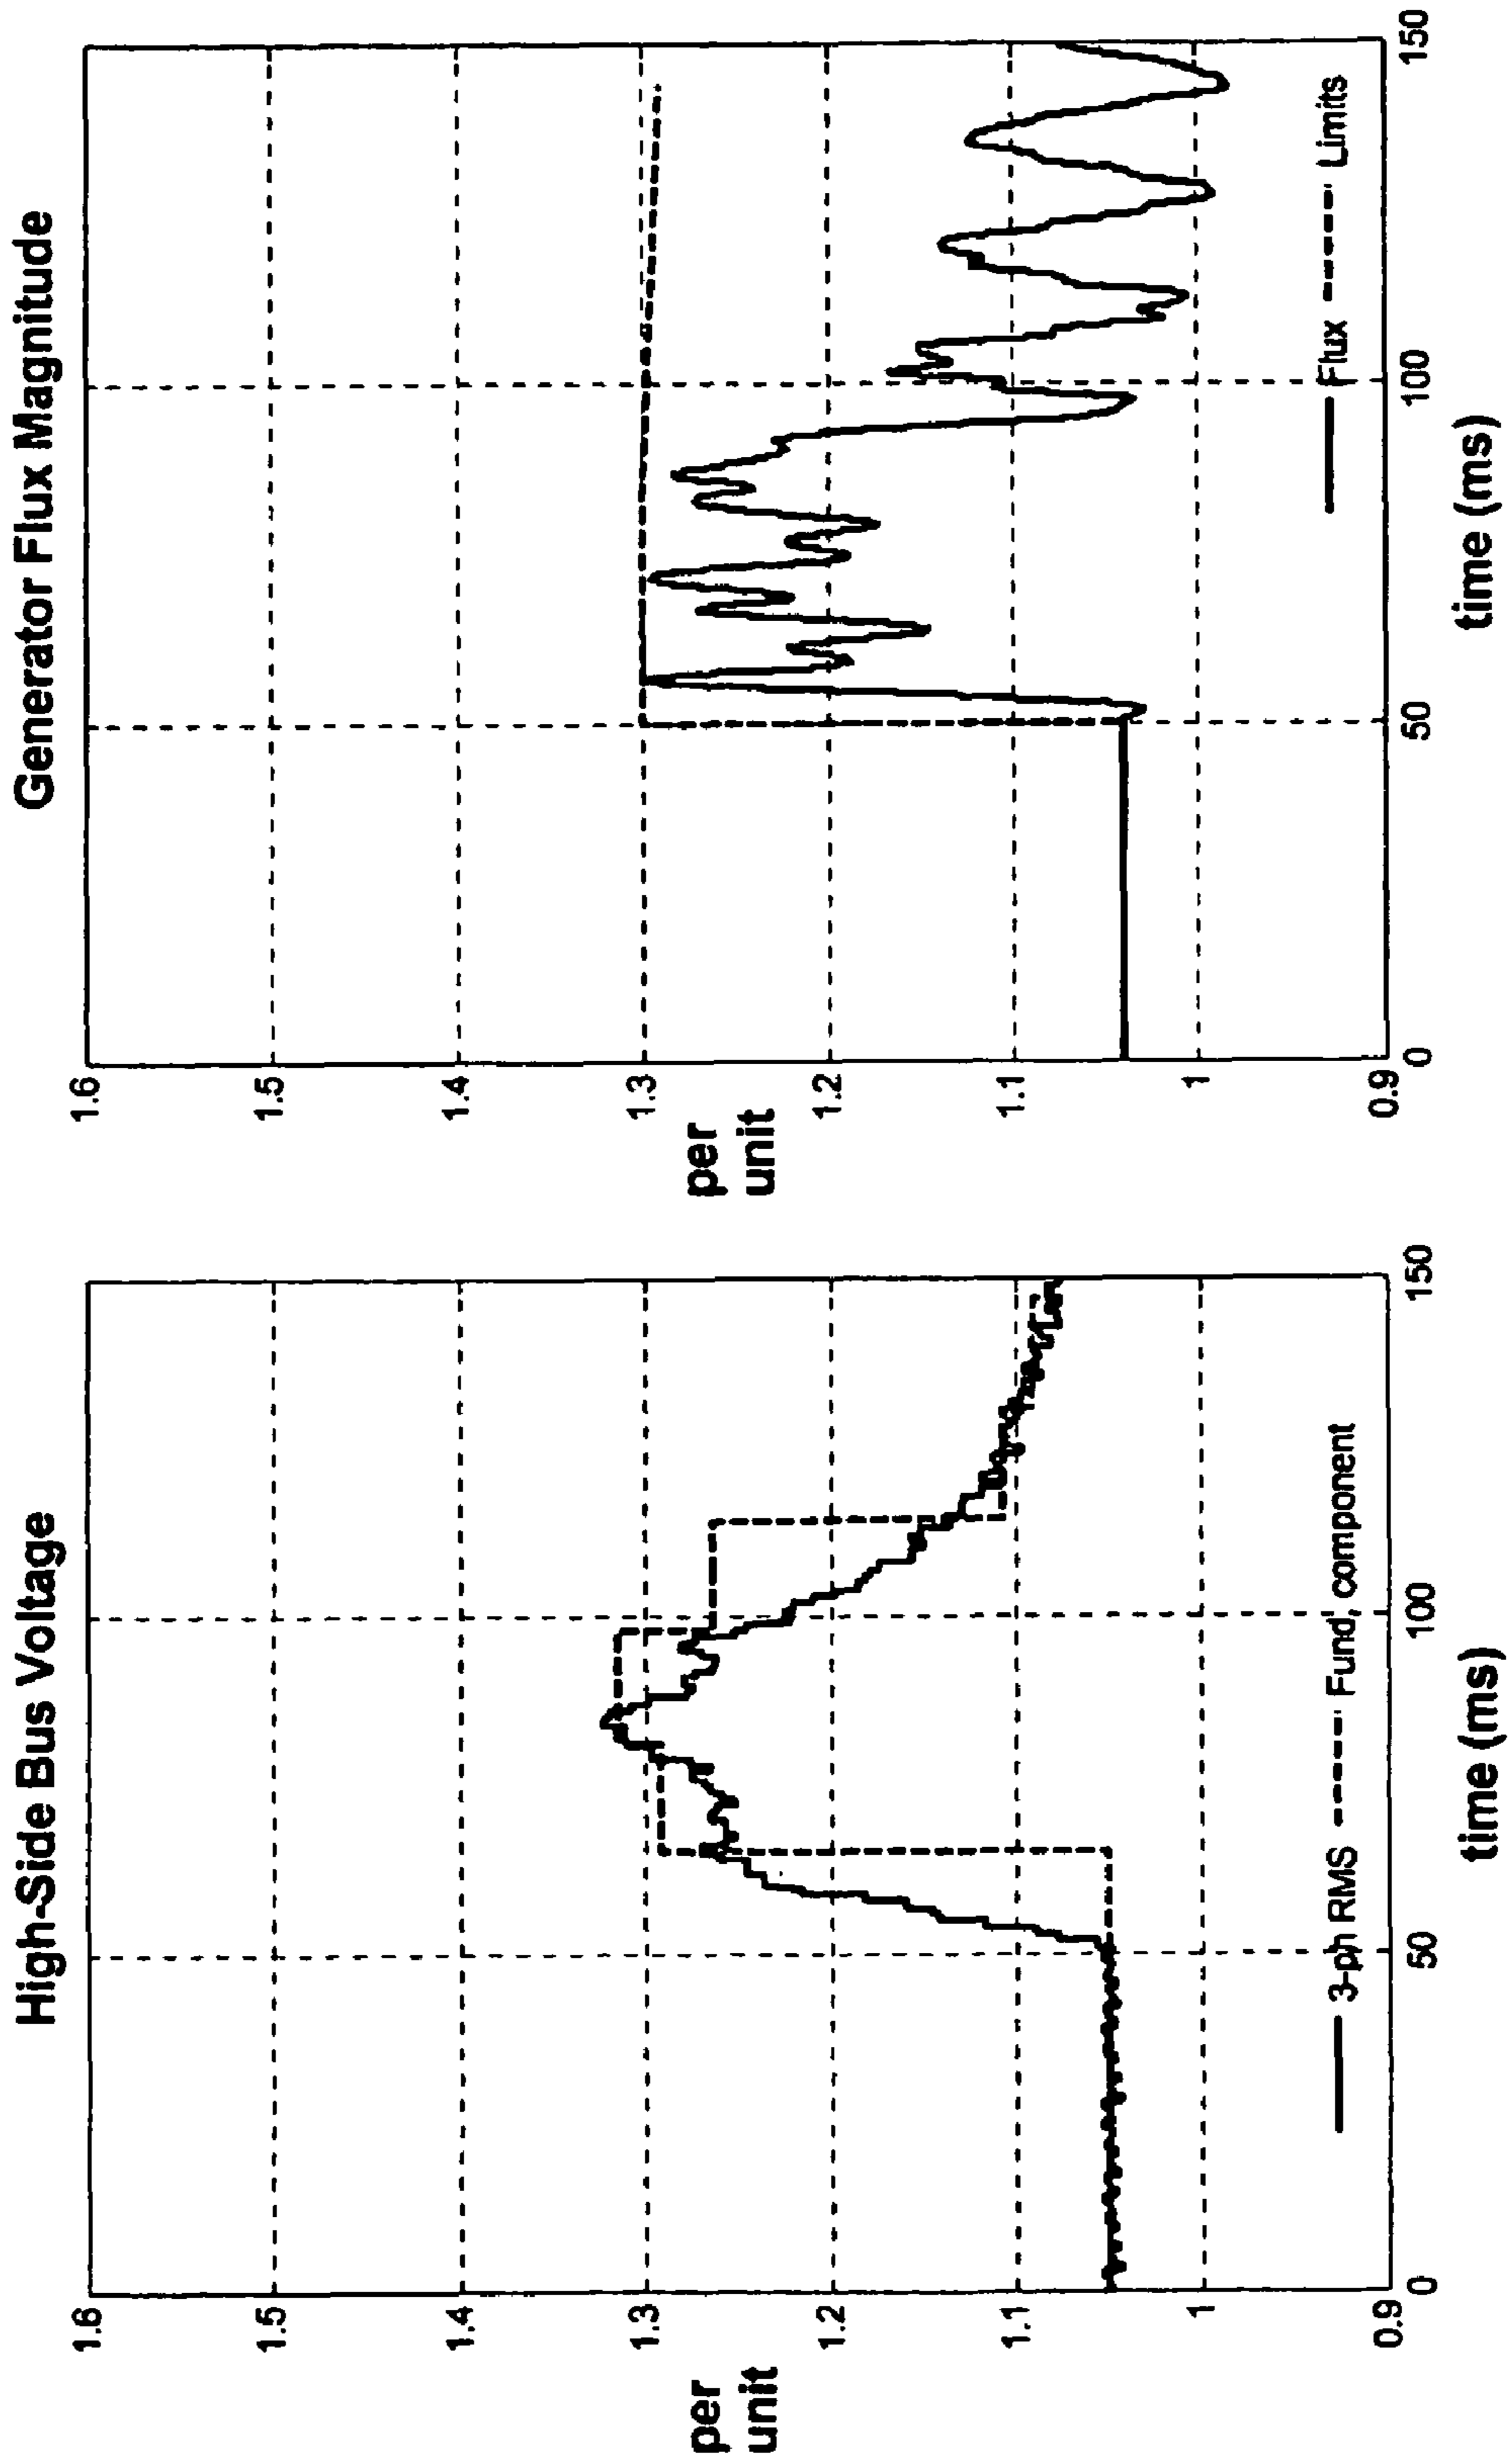 High-Side Bus Voltage
per
unit
1.6
1.5
1.4
1.3
1.2
1.1
1
0.9
0
50
100
150
3-ph RMS
Fund, component
time (ms)
Generator Flux Magnitude
per
unit
1.6
1.5
1.4
1.3
1.2
1.1
1
0.9
0
50
100
150
Flux
Limits
time (ms)